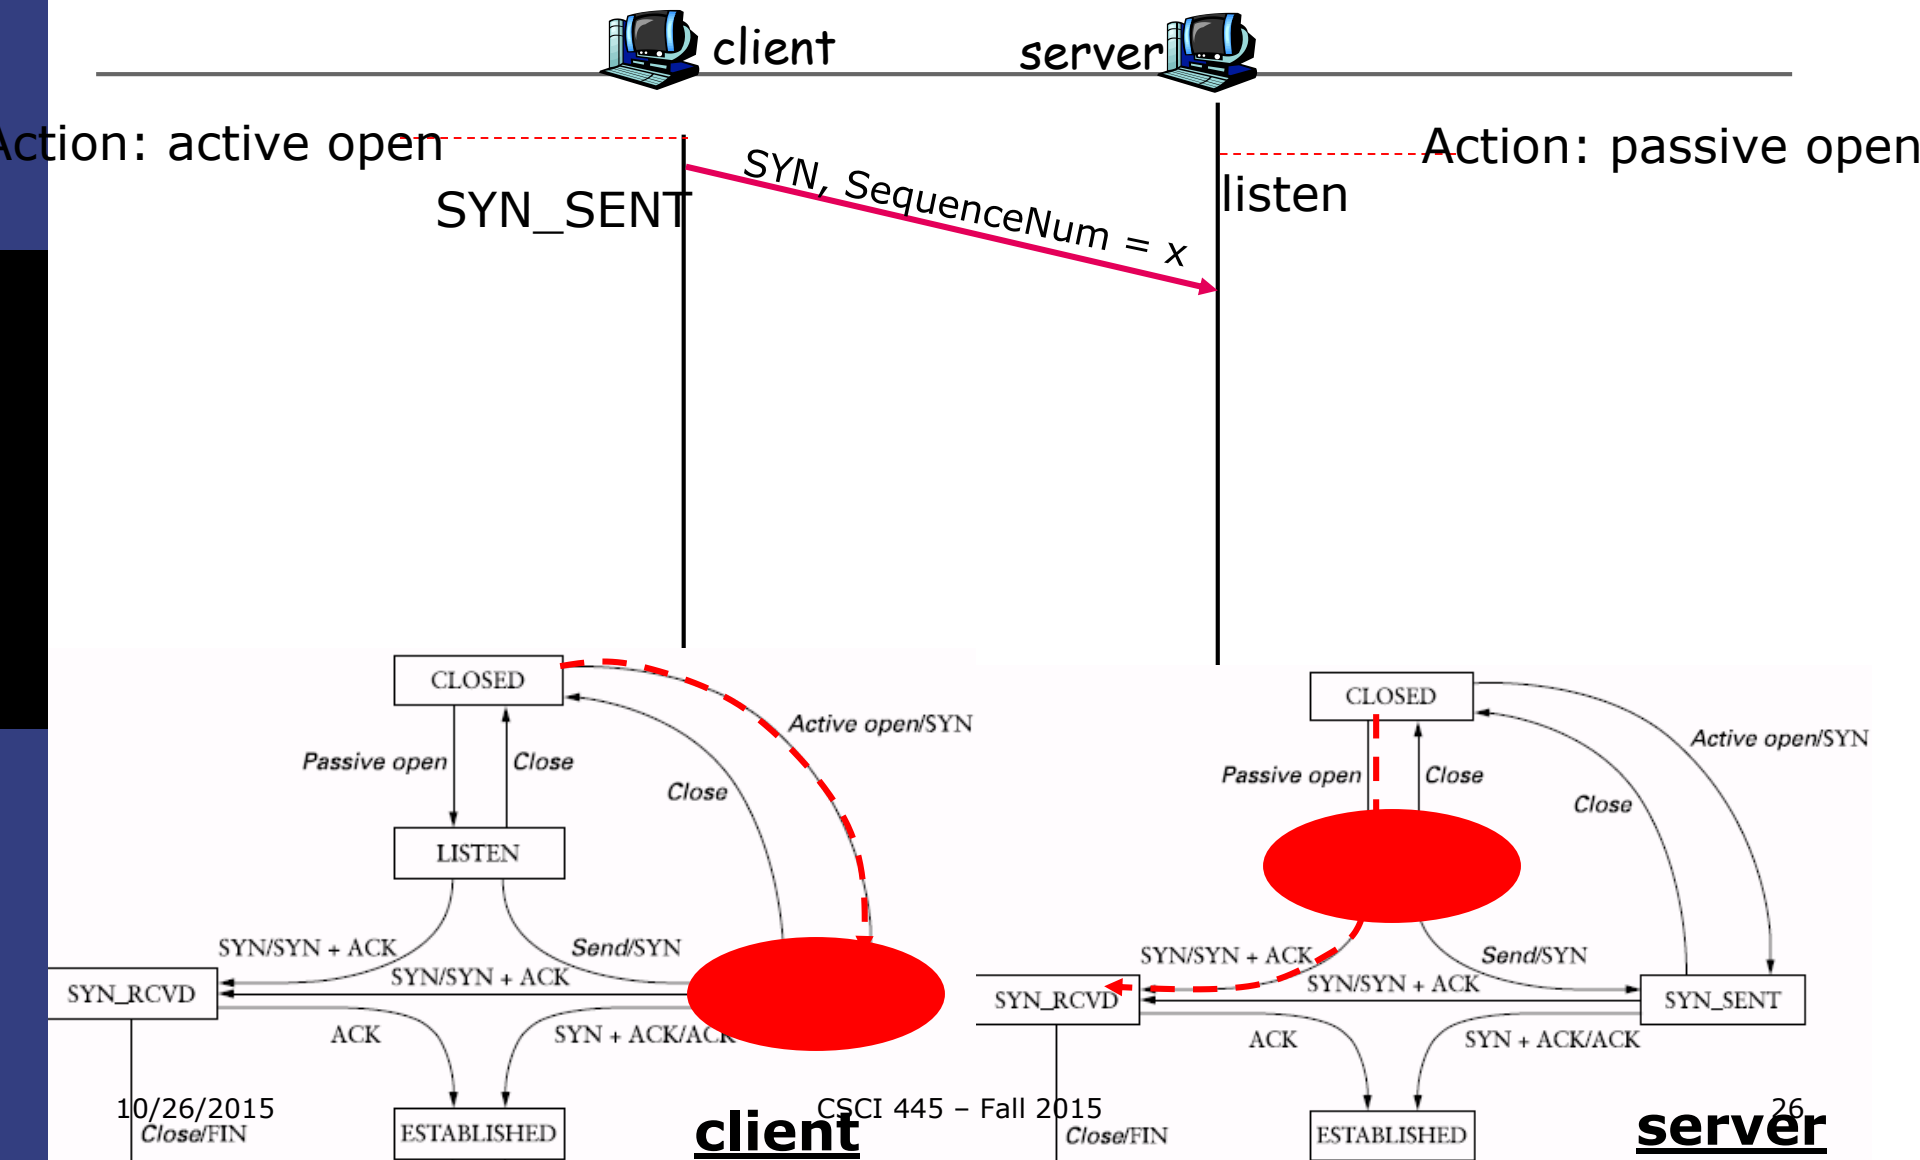 client
server
Action: active open
Action: passive open
SYN_SENT
SYN, SequenceNum = x
listen
CLOSED
Active open/SYN
Passive open
Close
Close
LISTEN
SYN/SYN + ACK
Send/SYN
SYN/SYN + ACK
SYN_RCVD
ACK
SYN + ACK/ACK
Close/FIN
ESTABLISHED
client
CLOSED
Active open/SYN
Passive open
Close
Close
SYN/SYN + ACK
Send/SYN
SYN/SYN + ACK
SYN_RCVD
SYN_SENT
ACK
SYN + ACK/ACK
Close/FIN
ESTABLISHED
server
10/26/2015
CSCI 445 – Fall 2015
26